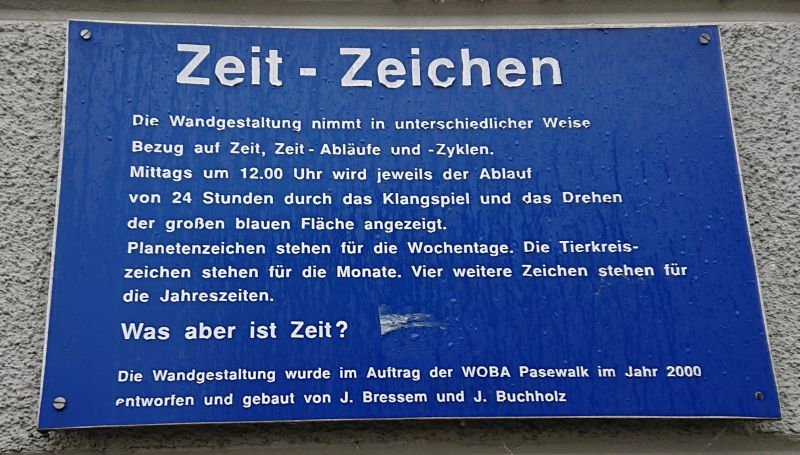 Zeit - Zeichen
Die Wandgestaltung nimmt in unterschiedlicher Weise
Bezug auf Zeit, Zeit - Abläufe und -Zyklen.
Mittags um 12.00 Uhr wird jeweils der Ablauf
von 24 Stunden durch das Klangspiel und das Drehen
der großen blauen Fläche angezeigt.
Planetenzeichen stehen für die Wochentage. Die Tierkreis-
zeichen stehen für die Monate. Vier weitere Zeichen stehen für
die Jahreszeiten.
Was aber ist Zeit?
Die Wandgestaltung wurde im Auftrag der WOBA Pasewalk im Jahr 2000
entworfen und gebaut von J. Bressem und J. Buchholz